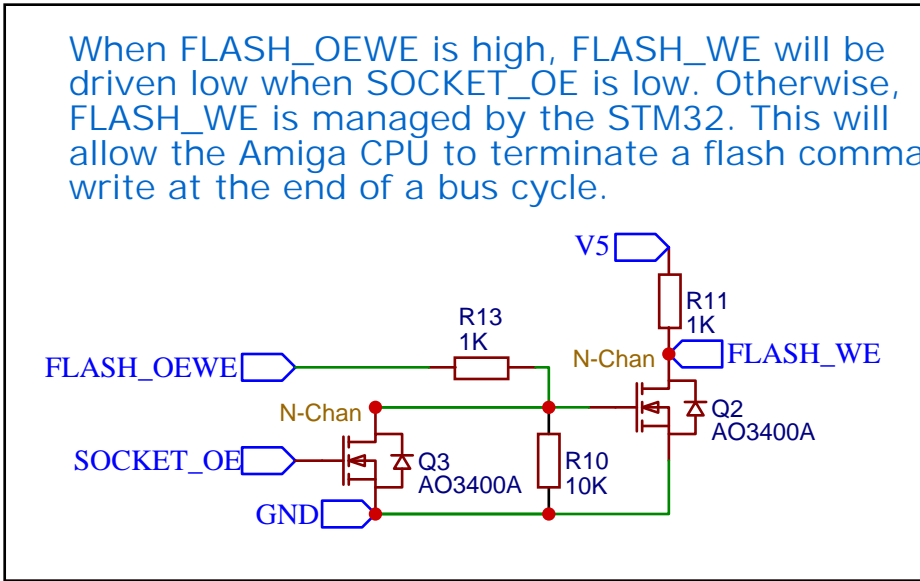 When FLASH_OEWE is high, FLASH_WE will be
driven low when SOCKET_OE is low. Otherwise,
FLASH_WE is managed by the STM32. This will
allow the Amiga CPU to terminate a flash comma
write at the end of a bus cycle.
V5
R11
1K
R13
1K
N-Chan
FLASH_WE
FLASH_OEWE
N-Chan
Q2
AO3400A
SOCKET_OE
Q3
AO3400A
R10
10K
GND